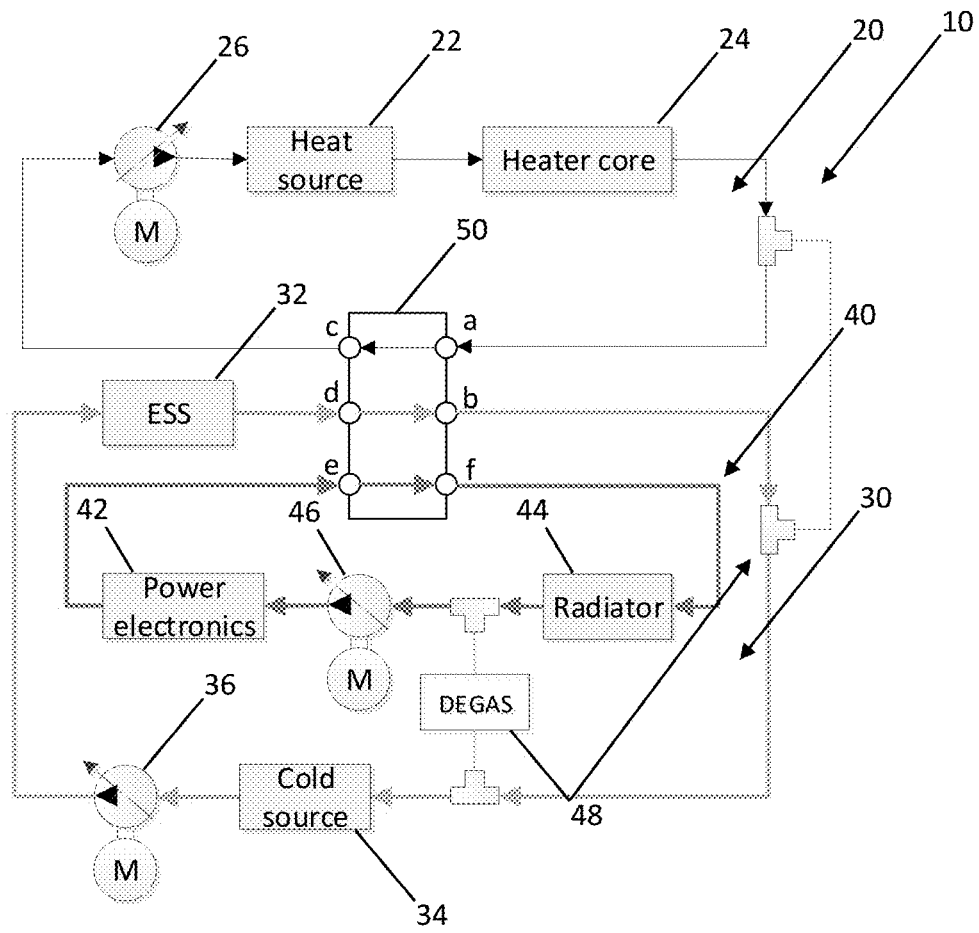 26
22
24
20
10
Heat
source
Heater core
M
50
32
c
a
40
ESS
d
b
e
f
42
46
44
30
Power
electronics
Radiator
M
36
DEGAS
Cold
source
48
M
34